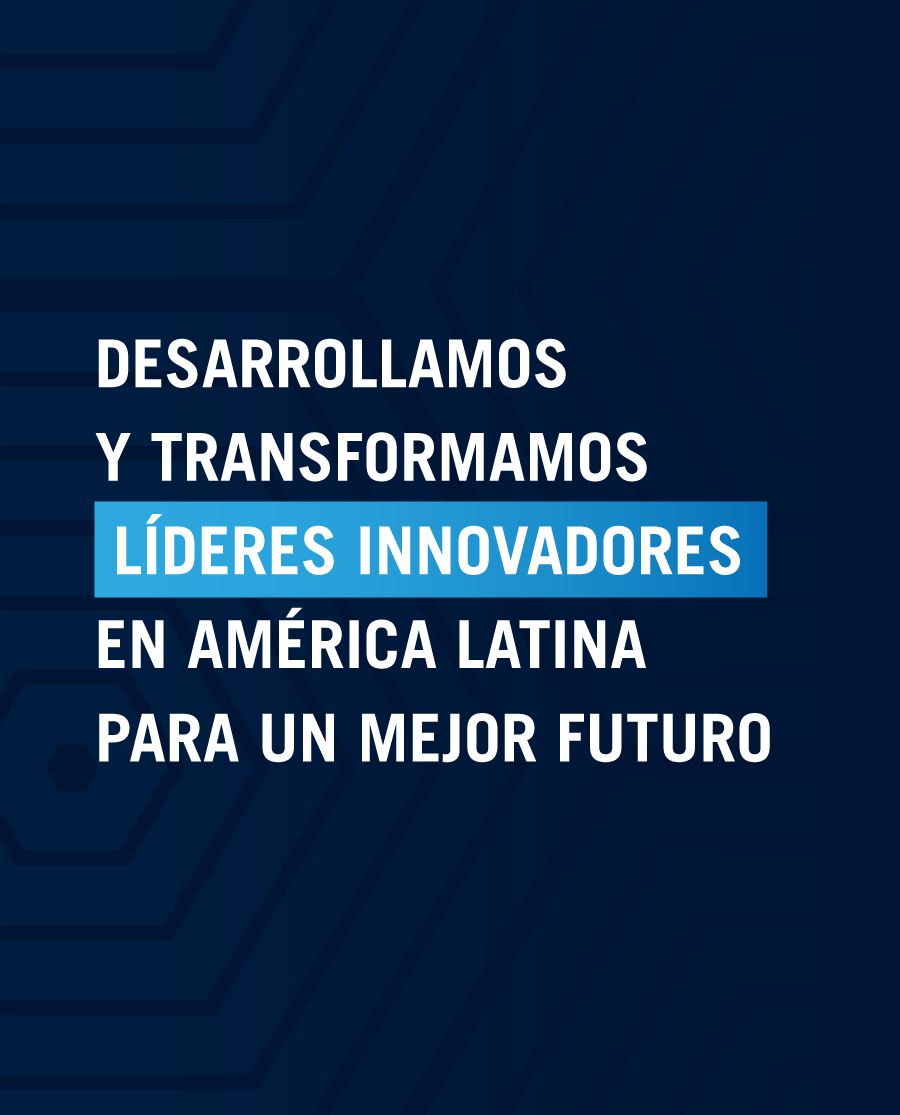 DESARROLLAMOS
Y TRANSFORMAMOS
LÍDERES INNOVADORES
EN AMÉRICA LATINA
PARA UN MEJOR FUTURO